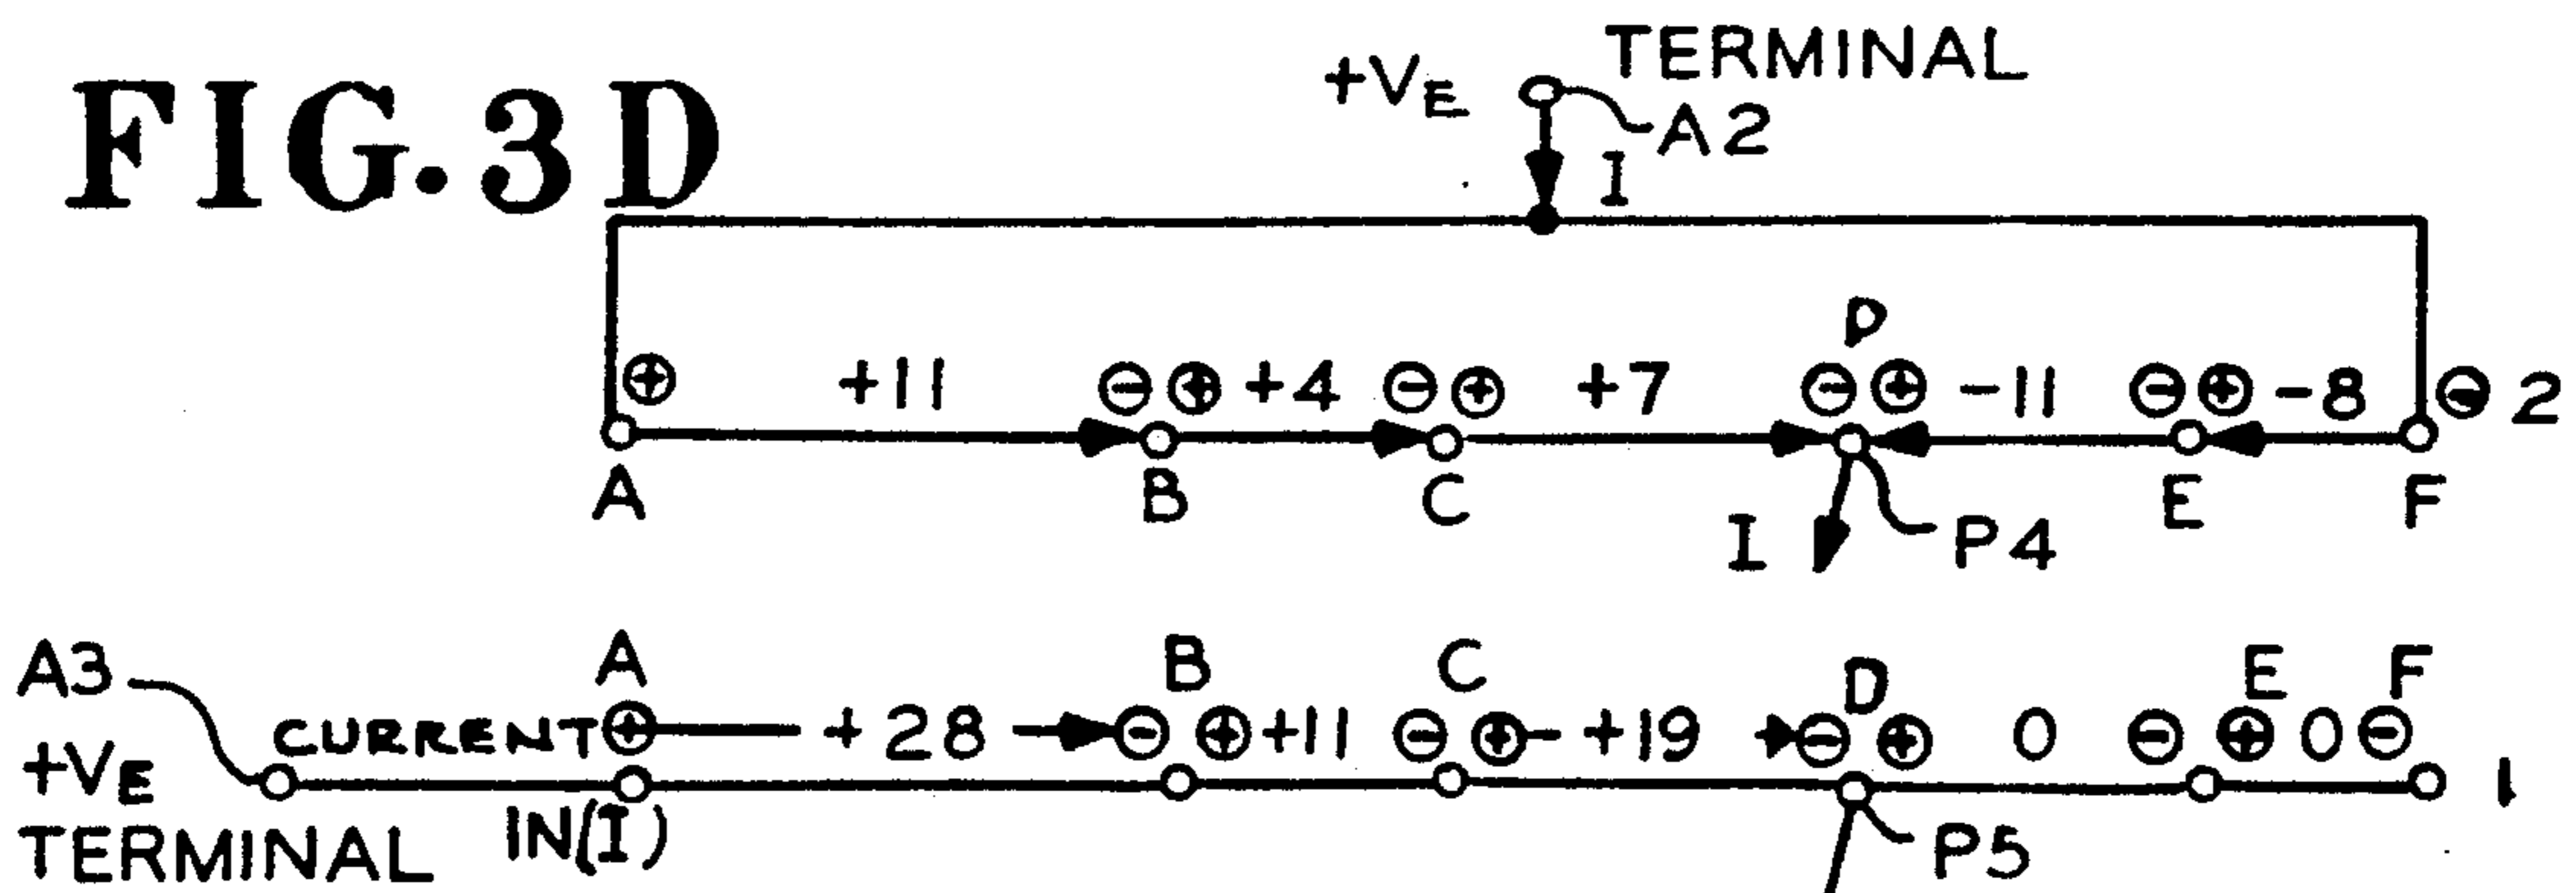 FIG. 3D
+VE TERMINAL
A2
I
D
⊕ +11 ⊖ ⊕ +4 ⊖ ⊕ +7 ⊖ ⊕ -11 ⊖ ⊕ -8 ⊖ 2
A B C E F
I P4
A3 A B C D E F
CURRENT ⊕ +28 ⊖ ⊕ +11 ⊖ ⊕ +19 ⊖ ⊕ 0 ⊖ ⊕ 0 ⊖
+VE 1
TERMINAL IN(I) P5